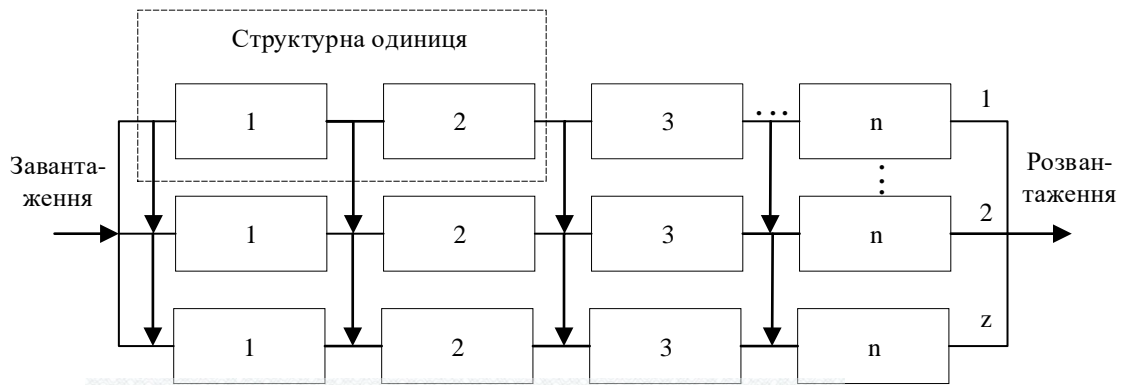 Структурна одиниця
1 2 3 ... n 1
Заванта-
ження
Розван-
таження
1 2 3 n 2
1 2 3 n z